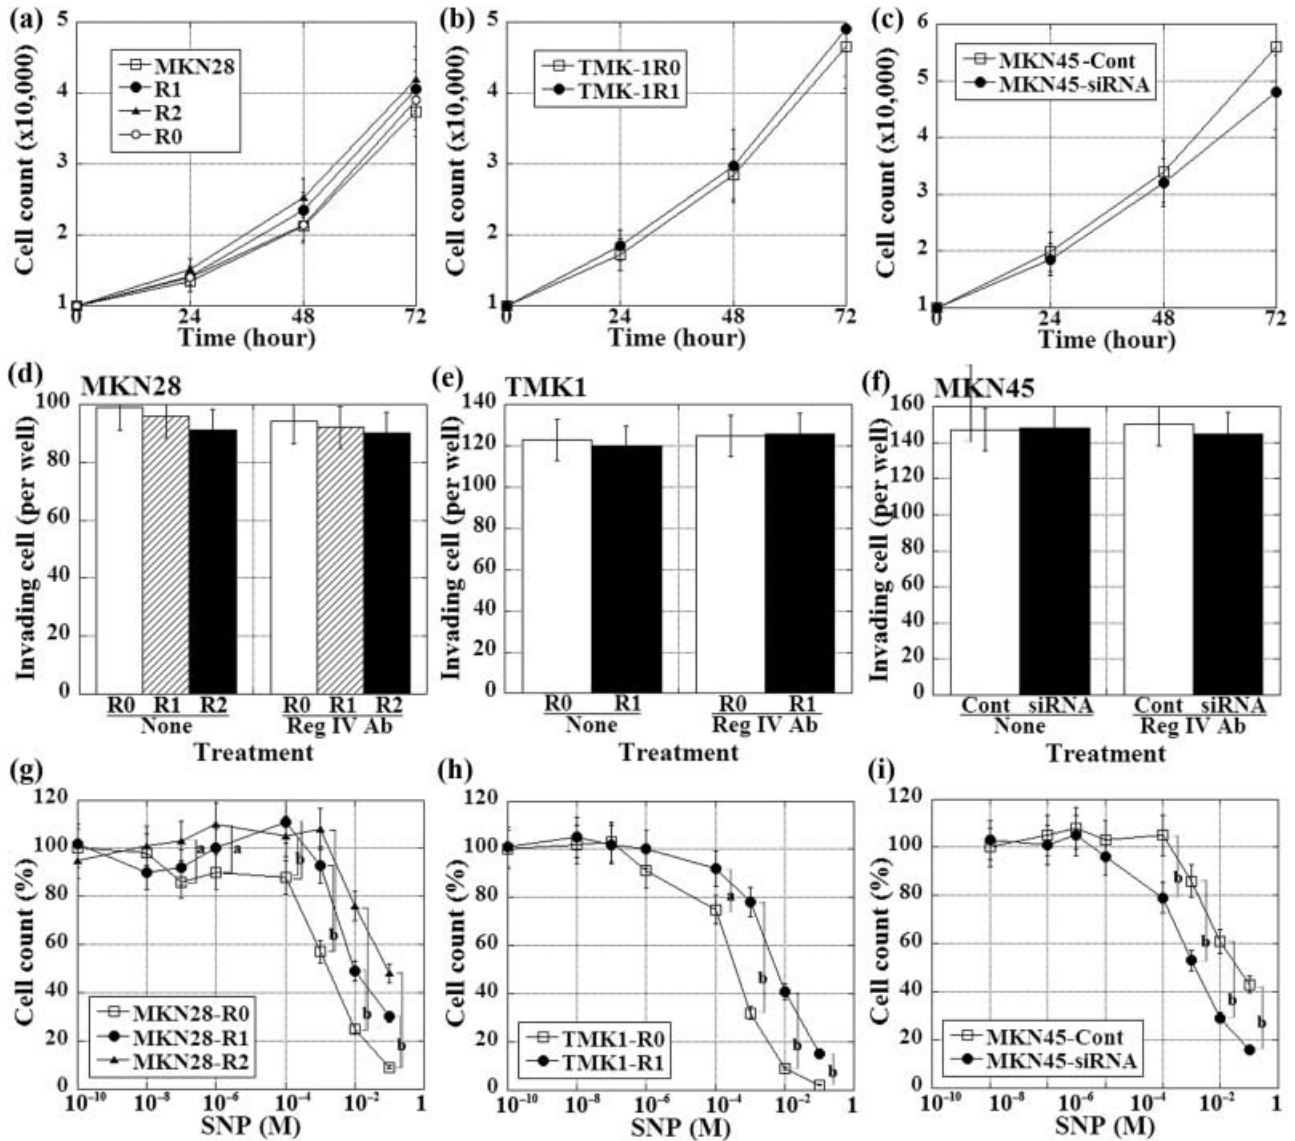 (a)
5
4
3
2
1
Cell count (x10,000)
MKN28
R1
R2
R0
0 24 48 72
Time (hour)
(b)
5
4
3
2
1
Cell count (x10,000)
TMK-1R0
TMK-1R1
0 24 48 72
Time (hour)
(c)
6
5
4
3
2
1
Cell count (x10,000)
MKN45-Cont
MKN45-siRNA
0 24 48 72
Time (hour)
(d) MKN28
100
80
60
40
20
0
Invading cell (per well)
R0 R1 R2 R0 R1 R2
None Reg IV Ab
Treatment
(e) TMK1
140
120
100
80
60
40
20
0
Invading cell (per well)
R0 R1 R0 R1
None Reg IV Ab
(f) MKN45
160
140
120
100
80
60
40
20
0
Invading cell (per well)
Cont siRNA Cont siRNA
None Reg IV Ab
Treatment
(g)
120
100
80
60
40
20
0
Cell count (%)
a
a
b
b
b
b
MKN28-R0
MKN28-R1
MKN28-R2
10⁻¹⁰ 10⁻⁸ 10⁻⁶ 10⁻⁴ 10⁻² 1
SNP (M)
(h)
120
100
80
60
40
20
0
Cell count (%)
a
b
b
b
TMK1-R0
TMK1-R1
10⁻¹⁰ 10⁻⁸ 10⁻⁶ 10⁻⁴ 10⁻² 1
SNP (M)
(i)
120
100
80
60
40
20
0
Cell count (%)
b
b
b
b
MKN45-Cont
MKN45-siRNA
10⁻¹⁰ 10⁻⁸ 10⁻⁶ 10⁻⁴ 10⁻² 1
SNP (M)